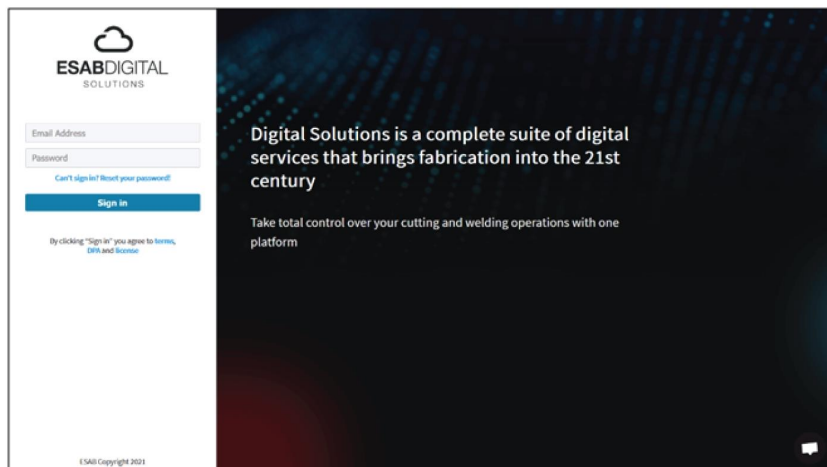 ESABDIGITAL
SOLUTIONS
Email Address
Password
Can't sign in? Reset your password!
Sign in
By clicking "Sign in" you agree to terms,
DPA and license
ESAB Copyright 2021
Digital Solutions is a complete suite of digital
services that brings fabrication into the 21st
century
Take total control over your cutting and welding operations with one
platform